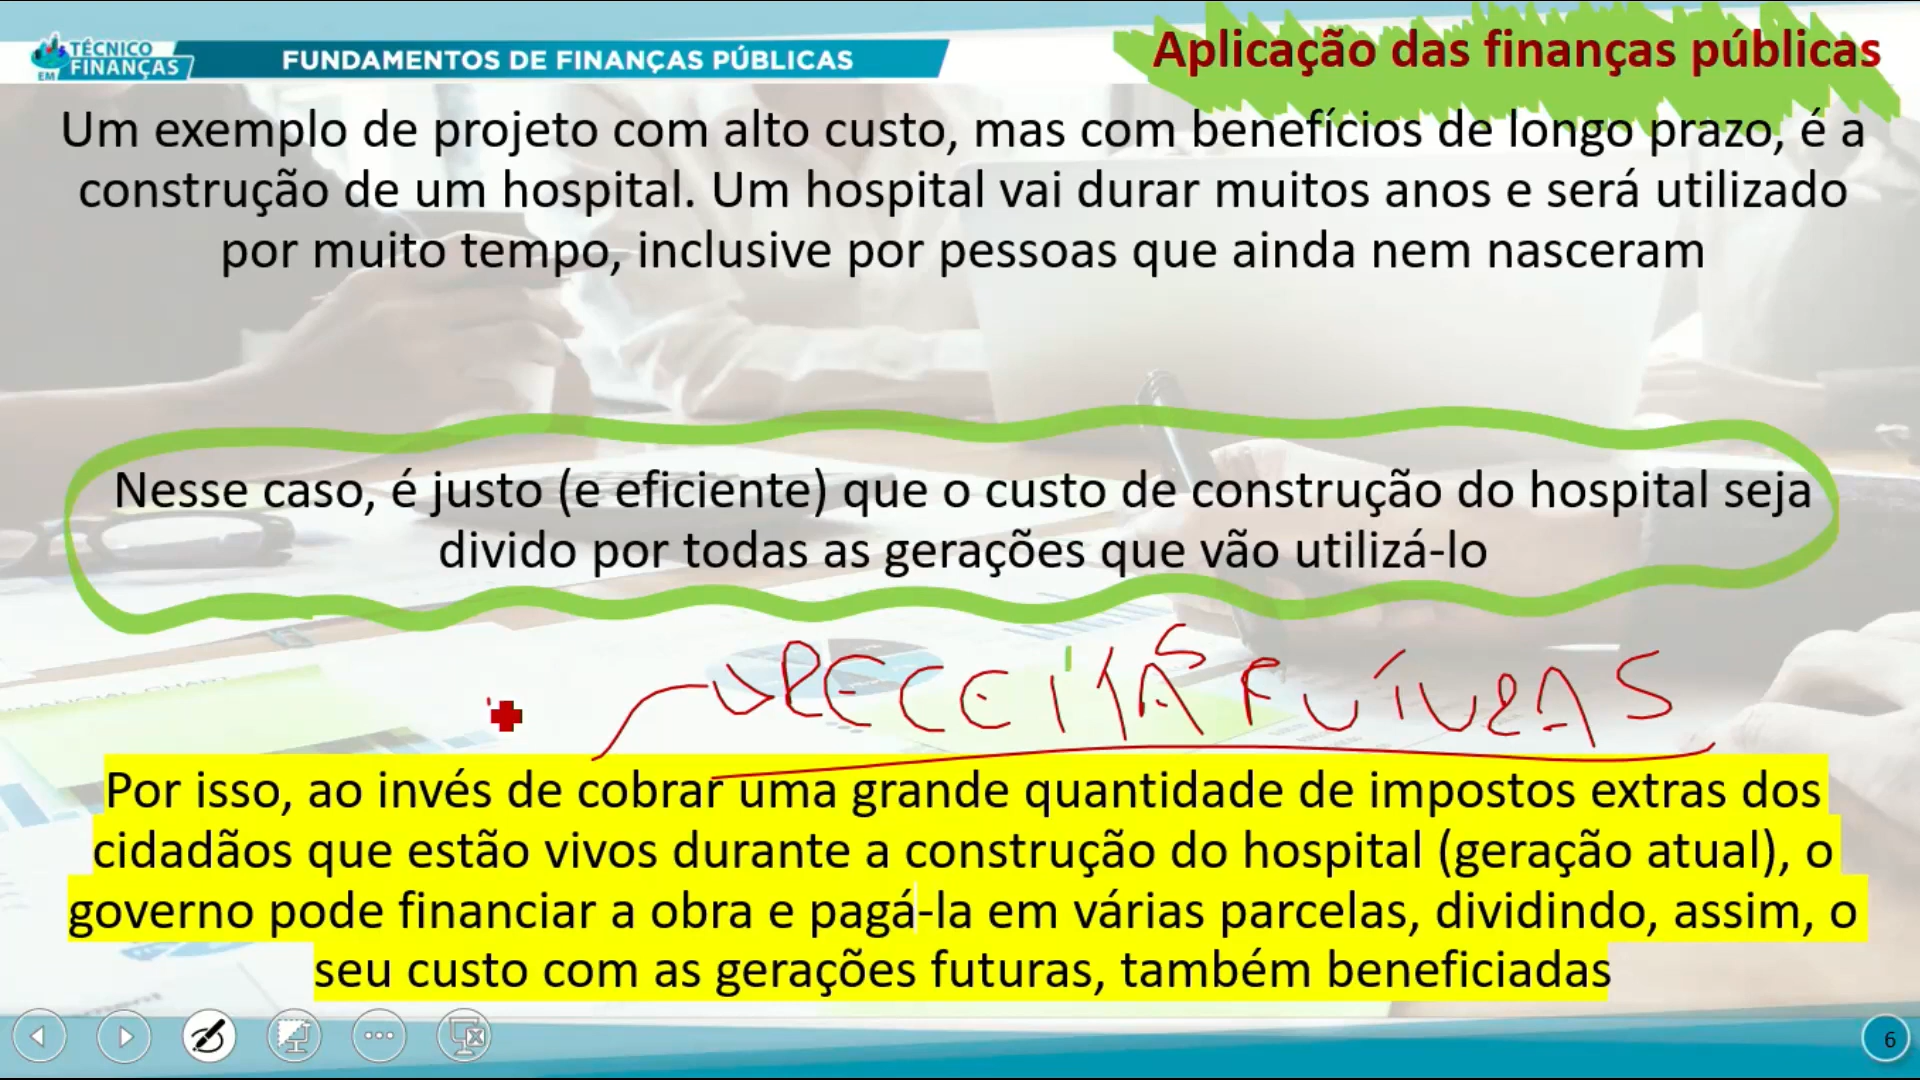 TÉCNICO
EM FINANÇAS
FUNDAMENTOS DE FINANÇAS PÚBLICAS
Aplicação das finanças públicas
Um exemplo de projeto com alto custo, mas com benefícios de longo prazo, é a
construção de um hospital. Um hospital vai durar muitos anos e será utilizado
por muito tempo, inclusive por pessoas que ainda nem nasceram
Nesse caso, é justo (e eficiente) que o custo de construção do hospital seja
divido por todas as gerações que vão utilizá-lo
RECEITAS FUTURAS
Por isso, ao invés de cobrar uma grande quantidade de impostos extras dos
cidadãos que estão vivos durante a construção do hospital (geração atual), o
governo pode financiar a obra e pagá-la em várias parcelas, dividindo, assim, o
seu custo com as gerações futuras, também beneficiadas
6